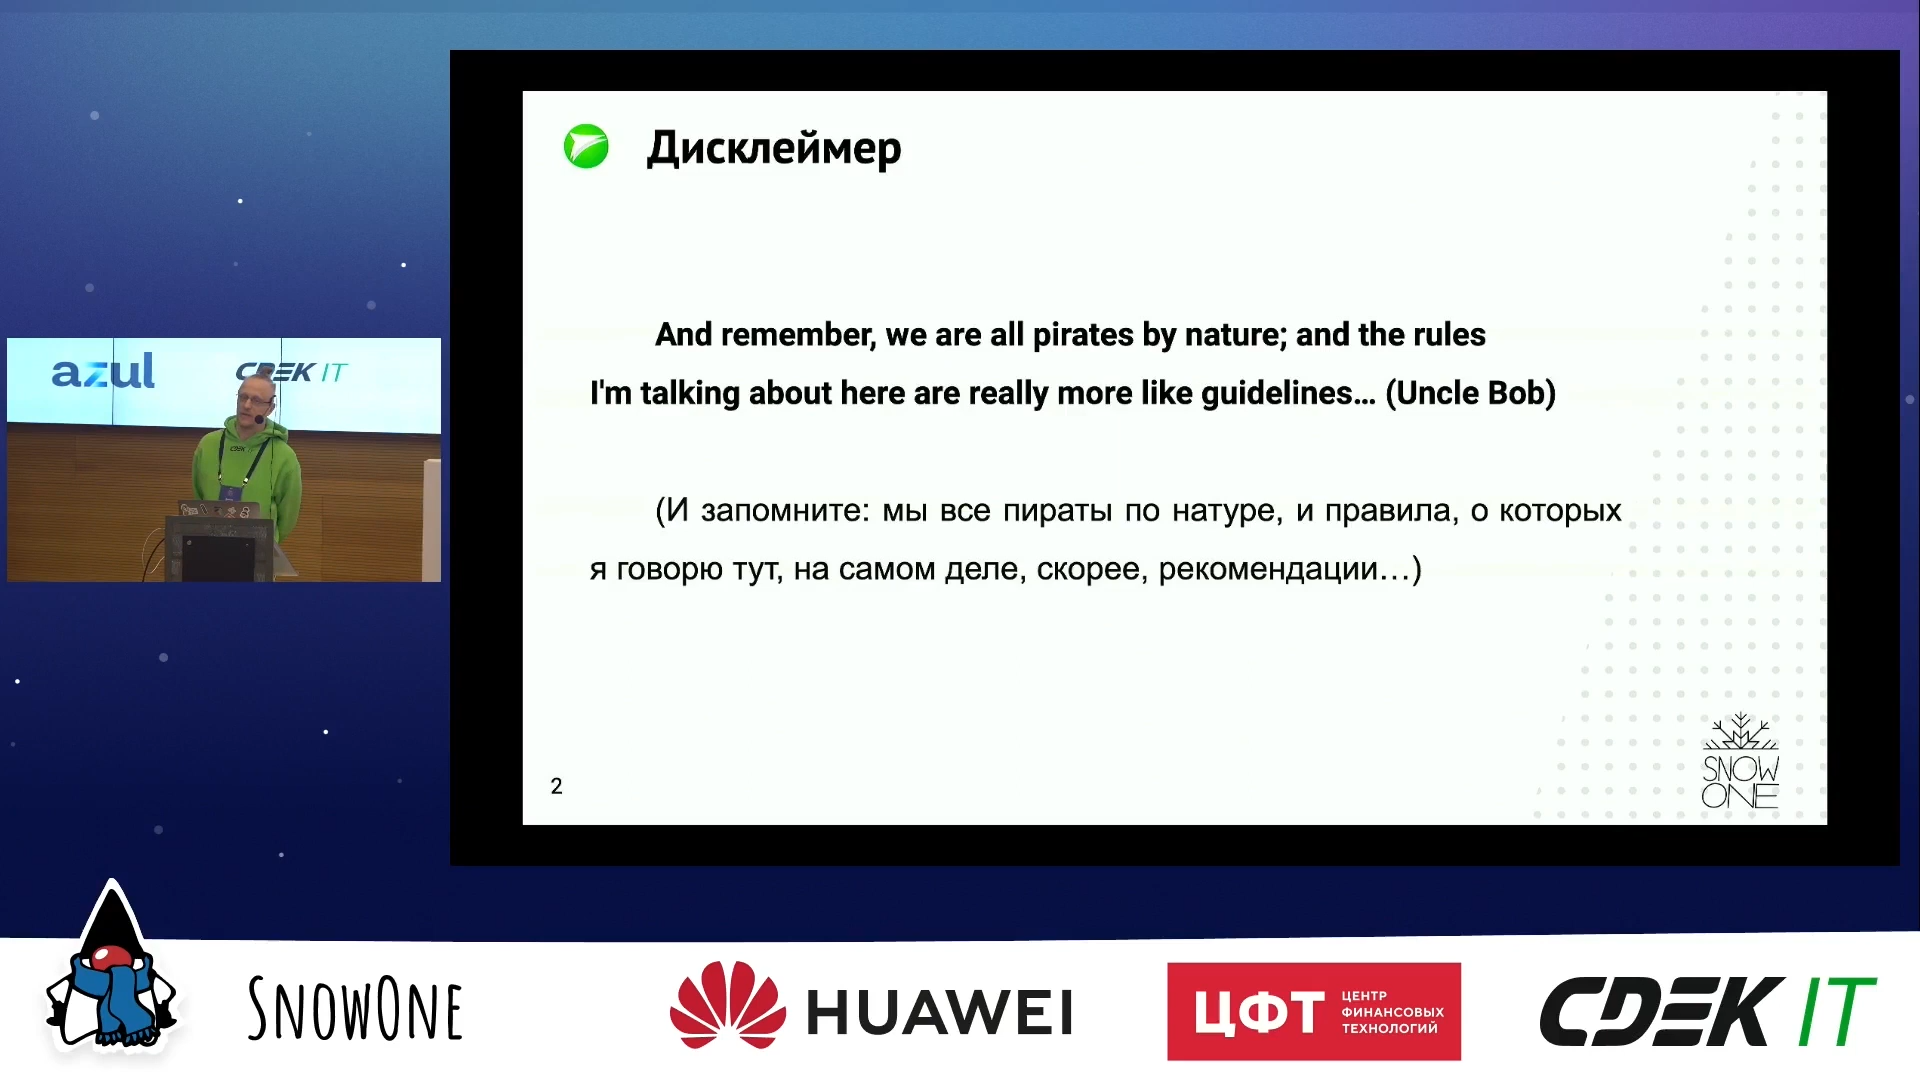 Дисклеймер
And remember, we are all pirates by nature; and the rules
I'm talking about here are really more like guidelines… (Uncle Bob)
(И запомните: мы все пираты по натуре, и правила, о которых
я говорю тут, на самом деле, скорее, рекомендации…)
2
SNOW
ONE
azul
CDEK IT
CDEK IT
SNOWONE
HUAWEI
ЦФТ
ЦЕНТР
ФИНАНСОВЫХ
ТЕХНОЛОГИЙ
CDEK IT